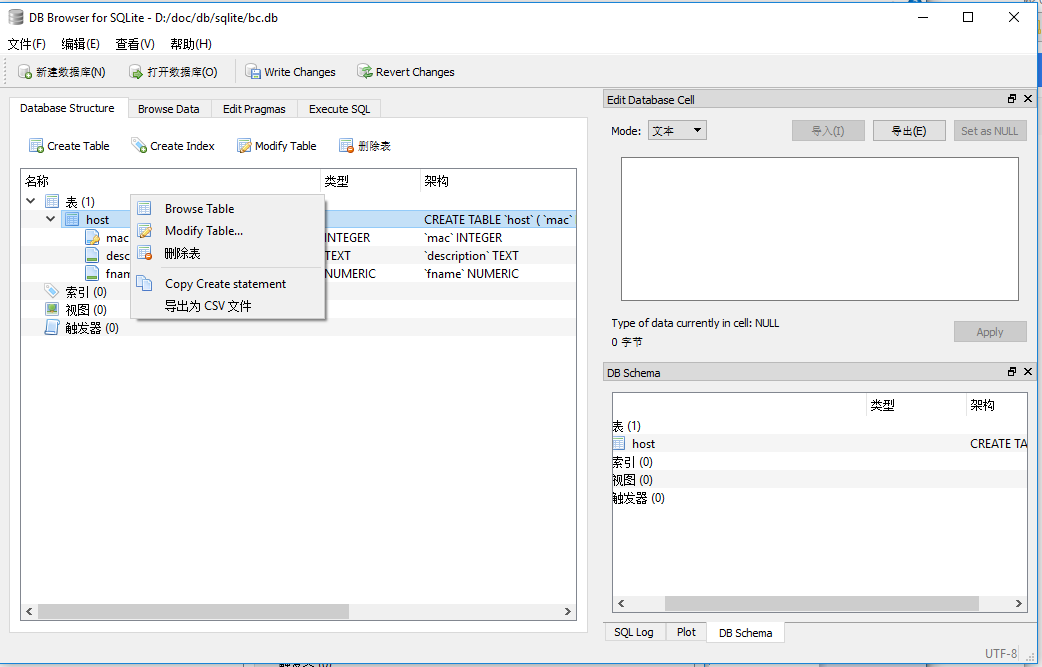 DB Browser for SQLite - D:/doc/db/sqlite/bc.db
文件(F) 编辑(E) 查看(V) 帮助(H)
新建数据库(N) 打开数据库(O) Write Changes Revert Changes
Database Structure Browse Data Edit Pragmas Execute SQL
Create Table Create Index Modify Table 删除表
名称 类型 架构
表 (1)
host CREATE TABLE `host` ( `mac`
mac INTEGER `mac` INTEGER
desc TEXT `description` TEXT
fnam NUMERIC `fname` NUMERIC
索引 (0)
视图 (0)
触发器 (0)
Browse Table
Modify Table...
删除表
Copy Create statement
导出为 CSV 文件
Edit Database Cell
Mode: 文本 导入(I) 导出(E) Set as NULL
Type of data currently in cell: NULL
0 字节
Apply
DB Schema
类型 架构
表 (1)
host CREATE TA
索引 (0)
视图 (0)
触发器 (0)
SQL Log Plot DB Schema
UTF-8